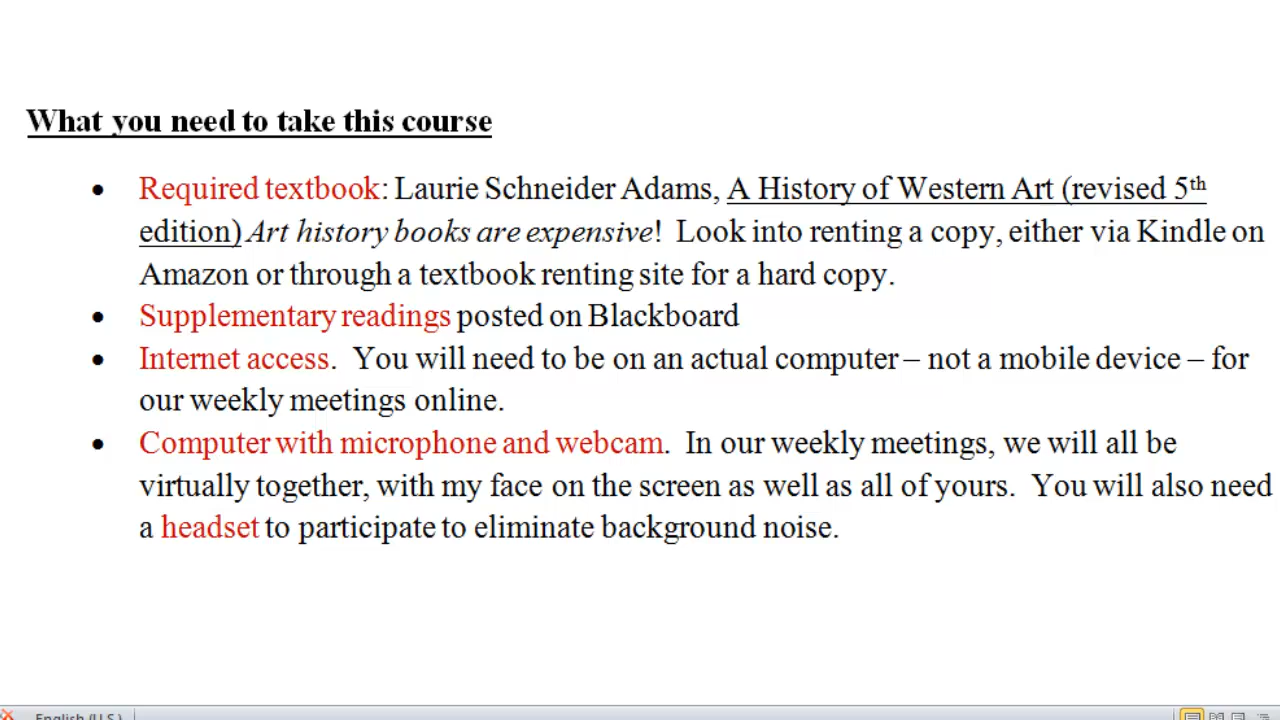 What you need to take this course
• Required textbook: Laurie Schneider Adams, A History of Western Art (revised 5th
edition) Art history books are expensive! Look into renting a copy, either via Kindle on
Amazon or through a textbook renting site for a hard copy.
• Supplementary readings posted on Blackboard
• Internet access. You will need to be on an actual computer – not a mobile device – for
our weekly meetings online.
• Computer with microphone and webcam. In our weekly meetings, we will all be
virtually together, with my face on the screen as well as all of yours. You will also need
a headset to participate to eliminate background noise.
English (U.S.)